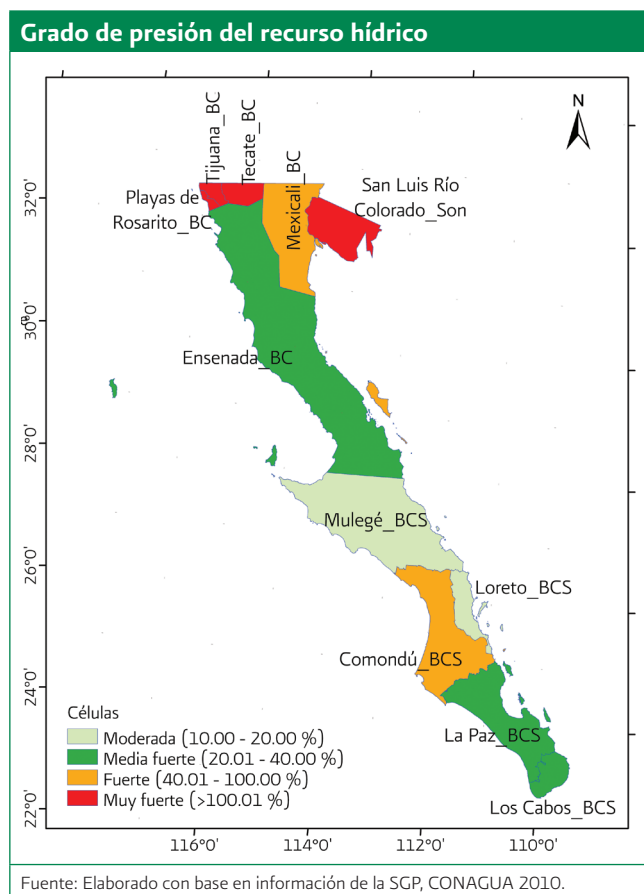 Grado de presión del recurso hídrico
Tijuana_BC
Tecate_BC
Mexicali_BC
N
Playas de
Rosarito_BC
San Luis Río
Colorado_Son
Ensenada_BC
Mulegé_BCS
Loreto_BCS
Comondú_BCS
La Paz_BCS
Los Cabos_BCS
32°0'
30°0'
28°0'
26°0'
24°0'
22°0'
Células
Moderada (10.00 - 20.00 %)
Media fuerte (20.01 - 40.00 %)
Fuerte (40.01 - 100.00 %)
Muy fuerte (>100.01 %)
116°0' 114°0' 112°0' 110°0'
Fuente: Elaborado con base en información de la SGP, CONAGUA 2010.